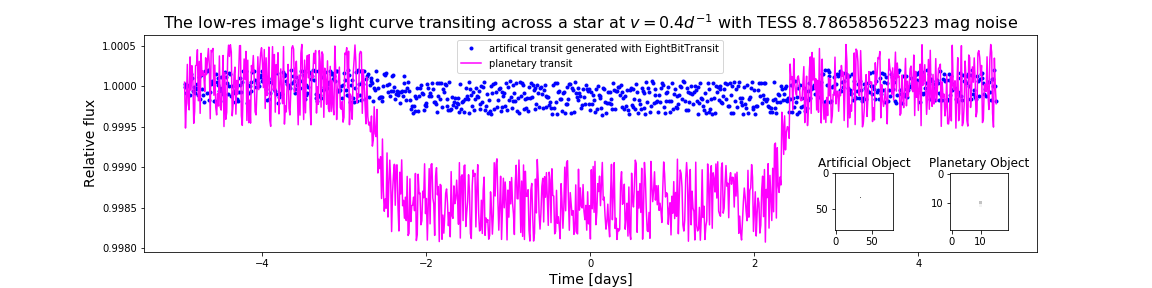 The low-res image's light curve transiting across a star at v = 0.4d⁻¹ with TESS 8.78658565223 mag noise
artifical transit generated with EightBitTransit
planetary transit
Relative flux
1.0005
1.0000
0.9995
0.9990
0.9985
0.9980
Artificial Object
0
50
0 50
Planetary Object
0
10
0 10
−4 −2 0 2 4
Time [days]